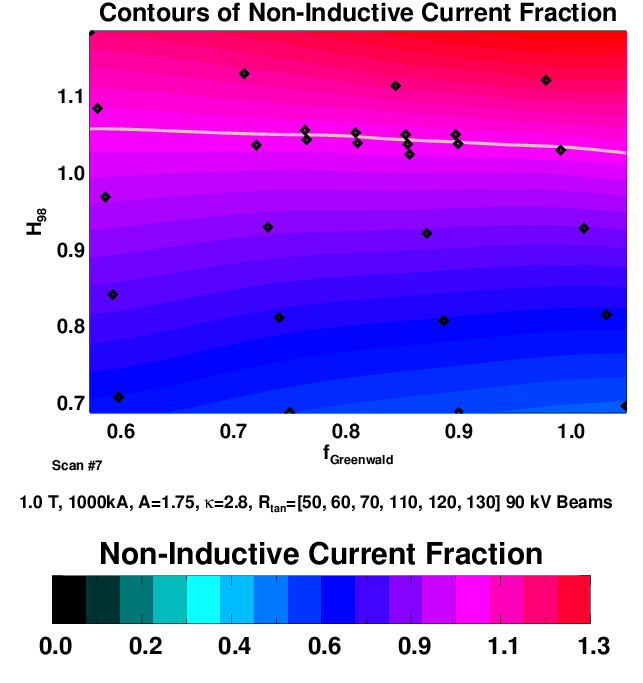 Contours of Non-Inductive Current Fraction
1.1
1.0
0.9
0.8
0.7
H98
0.6 0.7 0.8 0.9 1.0
fGreenwald
Scan #7
1.0 T, 1000kA, A=1.75, κ=2.8, Rtan=[50, 60, 70, 110, 120, 130] 90 kV Beams
Non-Inductive Current Fraction
0.0 0.2 0.4 0.6 0.9 1.1 1.3